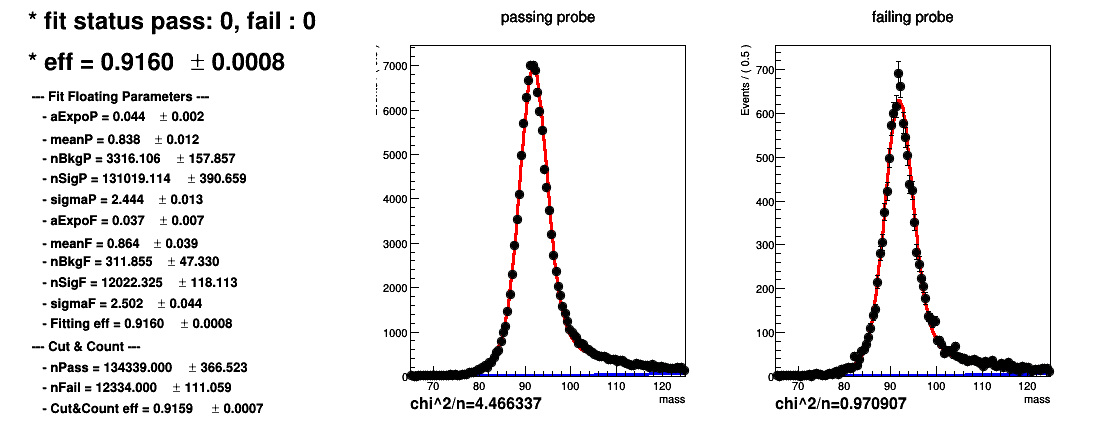 * fit status pass: 0, fail : 0
* eff = 0.9160 ± 0.0008
--- Fit Floating Parameters ---
- aExpoP = 0.044 ± 0.002
- meanP = 0.838 ± 0.012
- nBkgP = 3316.106 ± 157.857
- nSigP = 131019.114 ± 390.659
- sigmaP = 2.444 ± 0.013
- aExpoF = 0.037 ± 0.007
- meanF = 0.864 ± 0.039
- nBkgF = 311.855 ± 47.330
- nSigF = 12022.325 ± 118.113
- sigmaF = 2.502 ± 0.044
- Fitting eff = 0.9160 ± 0.0008
--- Cut & Count ---
- nPass = 134339.000 ± 366.523
- nFail = 12334.000 ± 111.059
- Cut&Count eff = 0.9159 ± 0.0007
passing probe
7000
6000
5000
4000
3000
2000
1000
0
70 80 90 100 110 120
mass
chi^2/n=4.466337
failing probe
Events / ( 0.5 )
700
600
500
400
300
200
100
0
70 80 90 100 110 120
mass
chi^2/n=0.970907